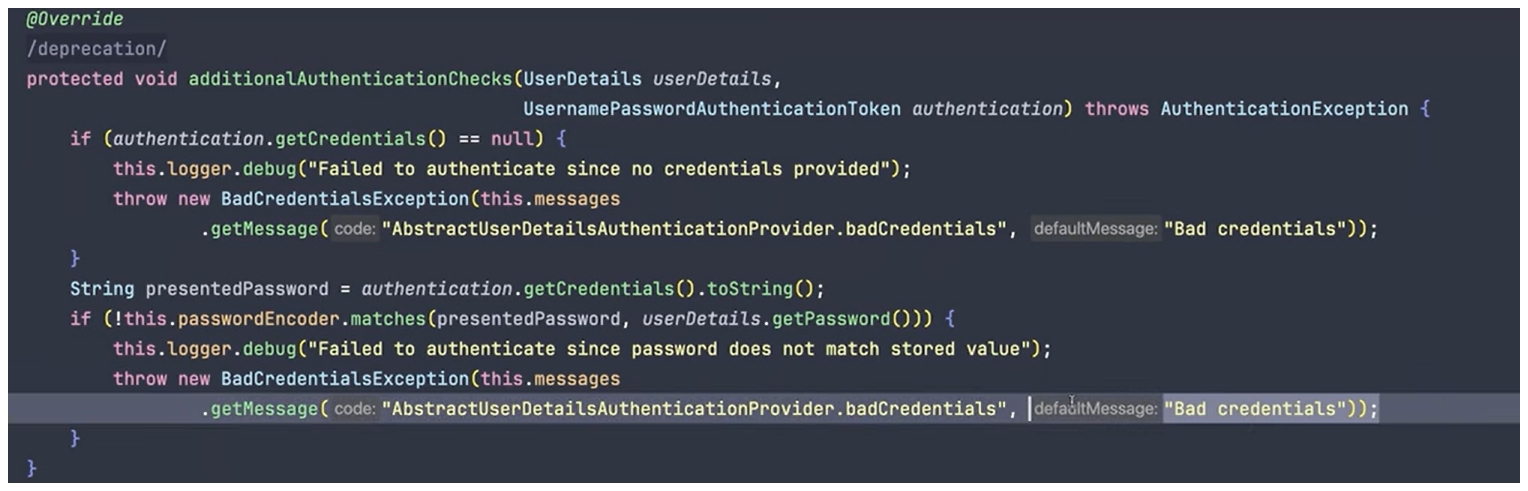 @Override
/deprecation/
protected void additionalAuthenticationChecks(UserDetails userDetails,
UsernamePasswordAuthenticationToken authentication) throws AuthenticationException {
if (authentication.getCredentials() == null) {
this.logger.debug("Failed to authenticate since no credentials provided");
throw new BadCredentialsException(this.messages
.getMessage( code: "AbstractUserDetailsAuthenticationProvider.badCredentials", defaultMessage: "Bad credentials"));
}
String presentedPassword = authentication.getCredentials().toString();
if (!this.passwordEncoder.matches(presentedPassword, userDetails.getPassword())) {
this.logger.debug("Failed to authenticate since password does not match stored value");
throw new BadCredentialsException(this.messages
.getMessage( code: "AbstractUserDetailsAuthenticationProvider.badCredentials", defaultMessage: "Bad credentials"));
}
}